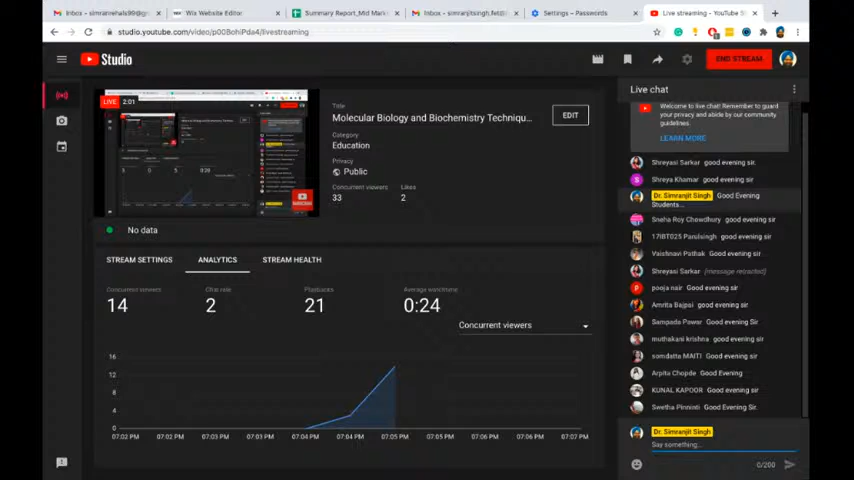 Inbox - simranrehals99@gm
Wix Website Editor
Summary Report_Mid Mark
Inbox - simranjitsingh.fet@
Settings – Passwords
Live streaming – YouTube S
studio.youtube.com/video/p00BohiPda4/livestreaming
Studio
END STREAM
LIVE 2:01
Title
Molecular Biology and Biochemistry Techniqu...
EDIT
Category
Education
Privacy
Public
Concurrent viewers
Likes
33
2
No data
STREAM SETTINGS
ANALYTICS
STREAM HEALTH
Concurrent viewers
Chat rate
Playbacks
Average watchtime
14
2
21
0:24
Concurrent viewers
16
12
8
4
0
07:02 PM
07:02 PM
07:03 PM
07:03 PM
07:04 PM
07:04 PM
07:05 PM
07:05 PM
07:06 PM
07:06 PM
07:07 PM
Live chat
Welcome to live chat! Remember to guard
your privacy and abide by our community
guidelines.
LEARN MORE
Shreyasi Sarkar good evening sir.
Shreya Khamar good evening sir
Dr. Simranjit Singh Good Evening
Students...
Sneha Roy Chowdhury good evening sir
17IBT025 Parulsingh good evening sir
Vaishnavi Pathak good evening sir
Shreyasi Sarkar [message retracted]
pooja nair Good evening sir
Amrita Bajpai good evening sir
Sampada Pawar Good evening
muthakani krishna good evening sir
somdatta MAITI Good evening sir
Arpita Chopde Good Evening
KUNAL KAPOOR Good evening sir
Swetha Pinninti Good Evening Sir.
Dr. Simranjit Singh
Say something...
0/200